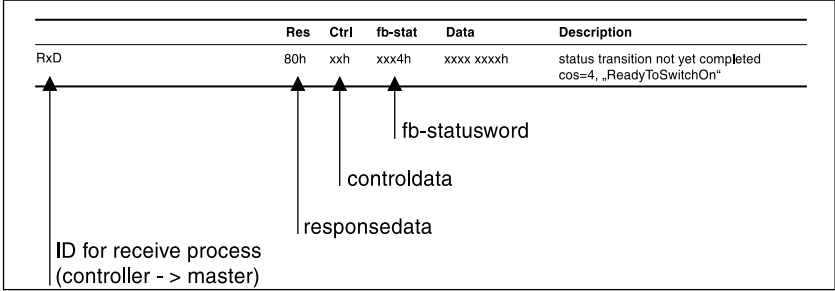 Res Ctrl fb-stat Data Description
RxD 80h xxh xxx4h xxxx xxxxh status transition not yet completed
cos=4, „ReadyToSwitchOn“
fb-statusword
controldata
responsedata
ID for receive process
(controller - > master)